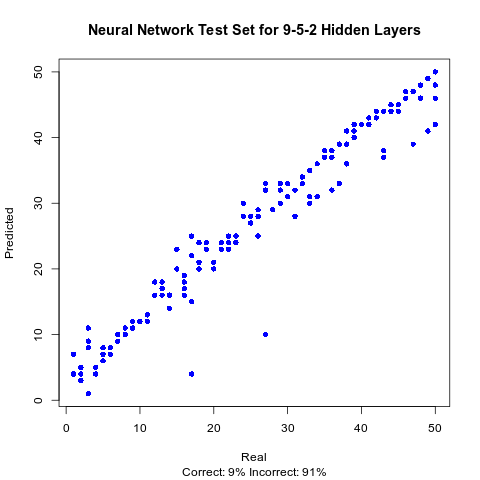 Neural Network Test Set for 9-5-2 Hidden Layers
Predicted
50
40
30
20
10
0
0 10 20 30 40 50
Real
Correct: 9% Incorrect: 91%